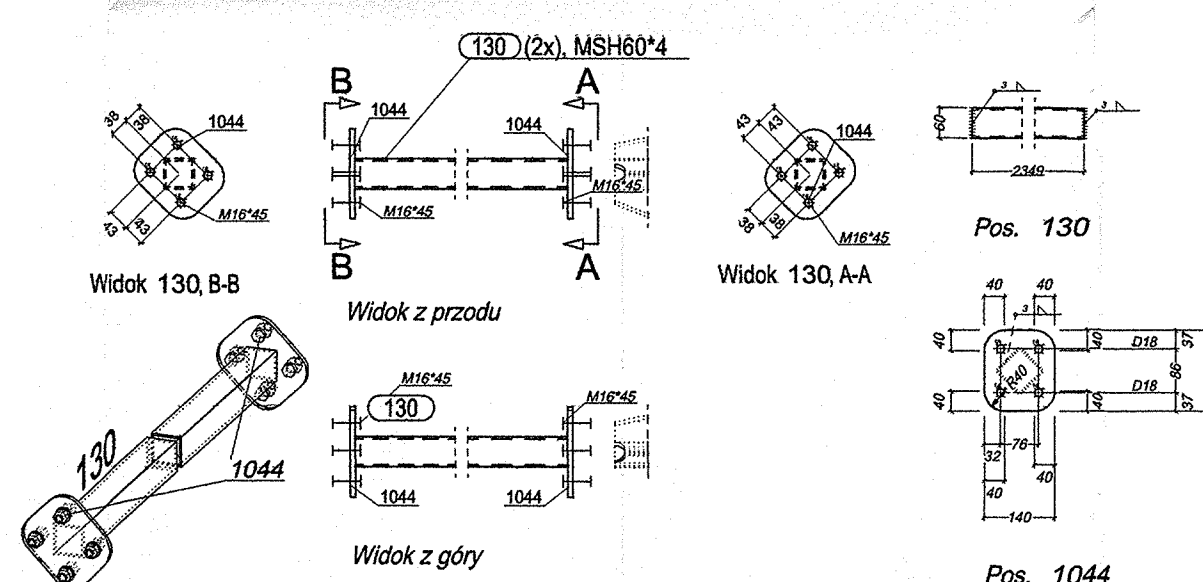 130 (2x), MSH60*4
B
A
1044
1044
B
A
M16*45
M16*45
Widok z przodu
38
38
1044
43
43
M16*45
Widok 130, B-B
43
43
1044
38
38
M16*45
Widok 130, A-A
3
3
60
2349
Pos. 130
130
1044
M16*45
130
M16*45
1044
1044
Widok z góry
40
40
3
40
40
D18
37
86
R40
D18
40
40
37
32
76
40
40
140
Pos. 1044